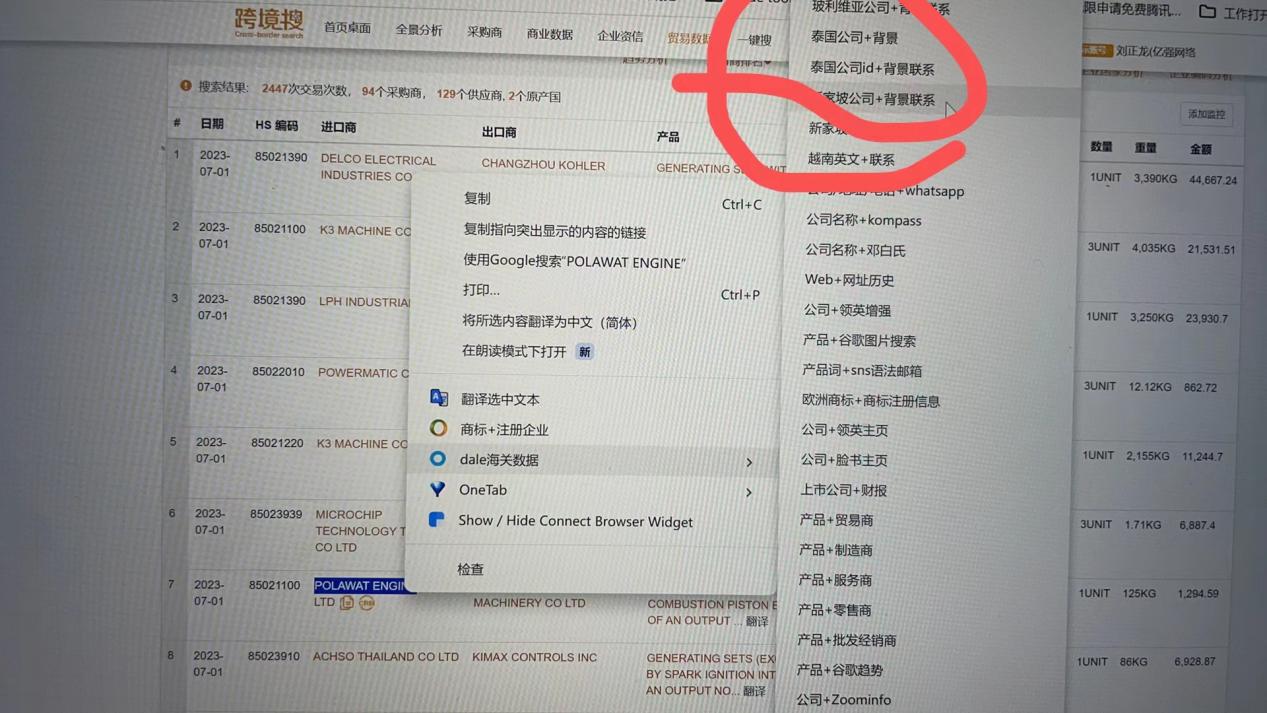 跨境搜
Cross-border search
首页桌面
全景分析
采购商
商业数据
企业资信
贸易数据
一键搜
限申请免费腾讯...
工作打开
刘正龙(亿强网络
添加监控
搜索结果: 2447次交易次数, 94个采购商, 129个供应商, 2个原产国
# 日期 HS 编码 进口商 出口商 产品 数量 重量 金额
1 2023-07-01 85021390 DELCO ELECTRICAL INDUSTRIES CO CHANGZHOU KOHLER GENERATING 1UNIT 3,390KG 44,667.24
2 2023-07-01 85021100 K3 MACHINE CO 3UNIT 4,035KG 21,531.51
3 2023-07-01 85021390 LPH INDUSTRIA 1UNIT 3,250KG 23,930.7
4 2023-07-01 85022010 POWERMATIC C 3UNIT 12.12KG 862.72
5 2023-07-01 85021220 K3 MACHINE CO 1UNIT 2,155KG 11,244.7
6 2023-07-01 85023939 MICROCHIP TECHNOLOGY T CO LTD 3UNIT 1.71KG 6,887.4
7 2023-07-01 85021100 POLAWAT ENGIN LTD MACHINERY CO LTD COMBUSTION PISTON E OF AN OUTPUT ... 翻译 1UNIT 125KG 1,294.59
8 2023-07-01 85023910 ACHSO THAILAND CO LTD KIMAX CONTROLS INC GENERATING SETS (EX BY SPARK IGNITION INT AN OUTPUT NO... 翻译 1UNIT 86KG 6,928.87
复制 Ctrl+C
复制指向突出显示的内容的链接
使用Google搜索“POLAWAT ENGINE”
打印... Ctrl+P
将所选内容翻译为中文（简体）
在朗读模式下打开 新
翻译选中文本
商标+注册企业
dale海关数据
OneTab
Show / Hide Connect Browser Widget
检查
玻利维亚公司+背景联系
泰国公司+背景
泰国公司id+背景联系
新家坡公司+背景联系
新家坡
越南英文+联系
公司/地址/电话+whatsapp
公司名称+kompass
公司名称+邓白氏
Web+网址历史
公司+领英增强
产品+谷歌图片搜索
产品词+sns语法邮箱
欧洲商标+商标注册信息
公司+领英主页
公司+脸书主页
上市公司+财报
产品+贸易商
产品+制造商
产品+服务商
产品+零售商
产品+批发经销商
产品+谷歌趋势
公司+Zoominfo